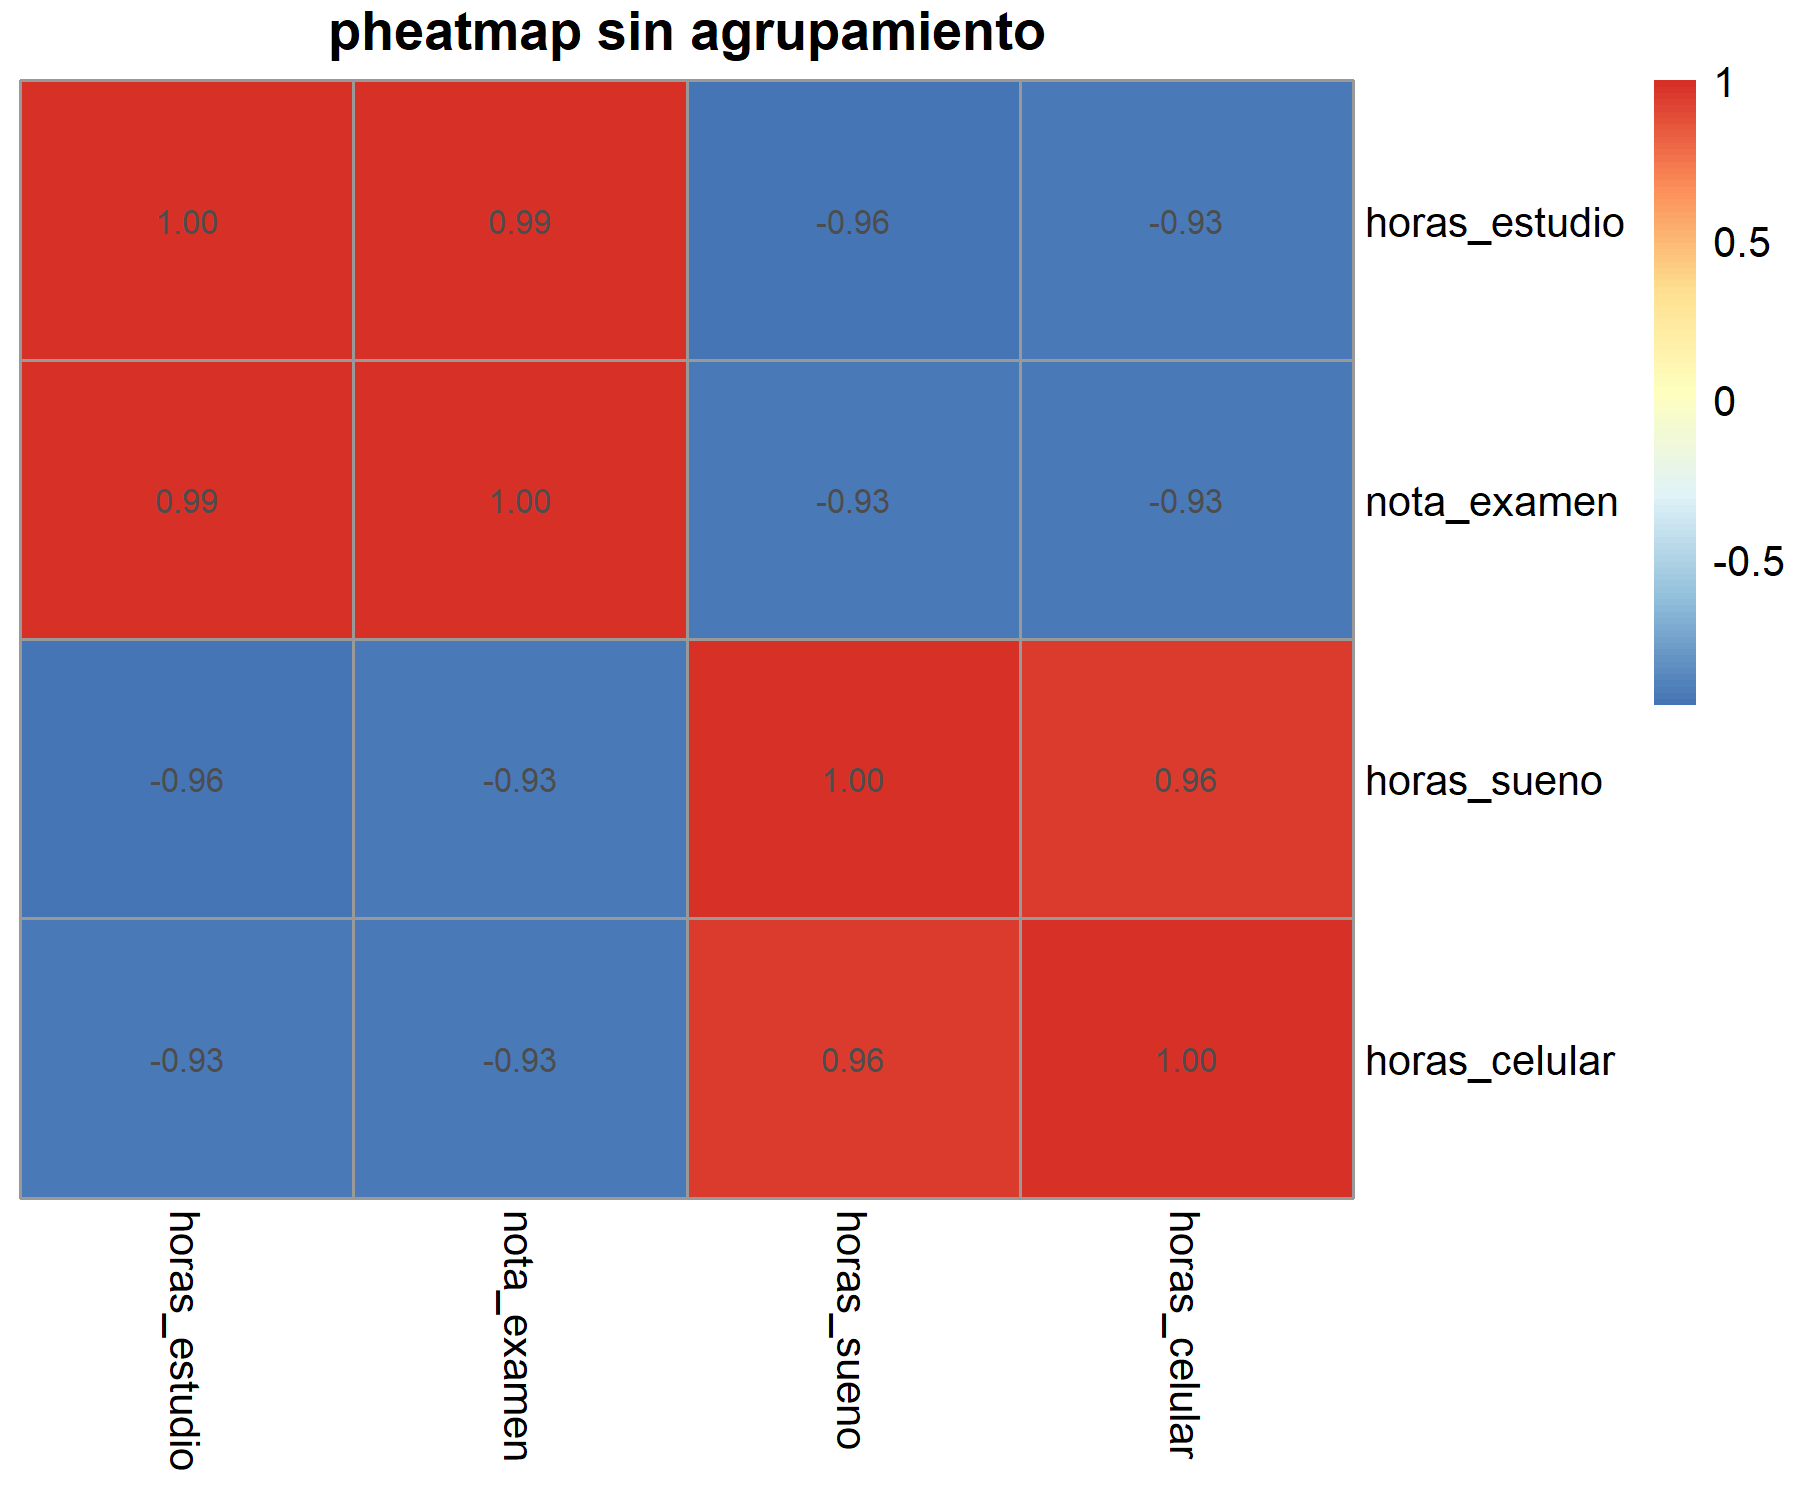 pheatmap sin agrupamiento
1.00 0.99 -0.96 -0.93 horas_estudio
0.99 1.00 -0.93 -0.93 nota_examen
-0.96 -0.93 1.00 0.96 horas_sueno
-0.93 -0.93 0.96 1.00 horas_celular
horas_estudio
nota_examen
horas_sueno
horas_celular
1
0.5
0
-0.5